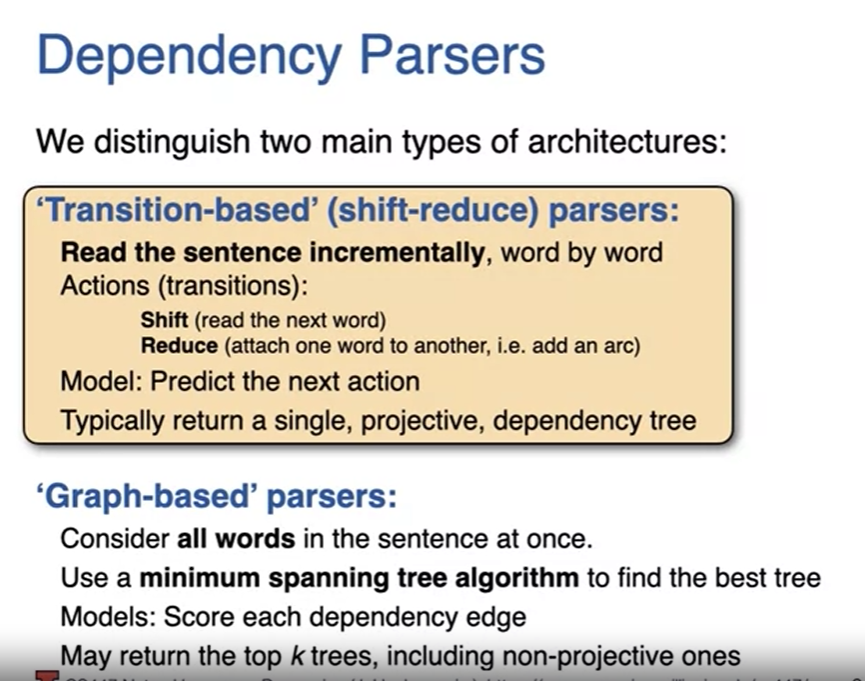 Dependency Parsers
We distinguish two main types of architectures:
‘Transition-based’ (shift-reduce) parsers:
Read the sentence incrementally, word by word
Actions (transitions):
Shift (read the next word)
Reduce (attach one word to another, i.e. add an arc)
Model: Predict the next action
Typically return a single, projective, dependency tree
‘Graph-based’ parsers:
Consider all words in the sentence at once.
Use a minimum spanning tree algorithm to find the best tree
Models: Score each dependency edge
May return the top k trees, including non-projective ones